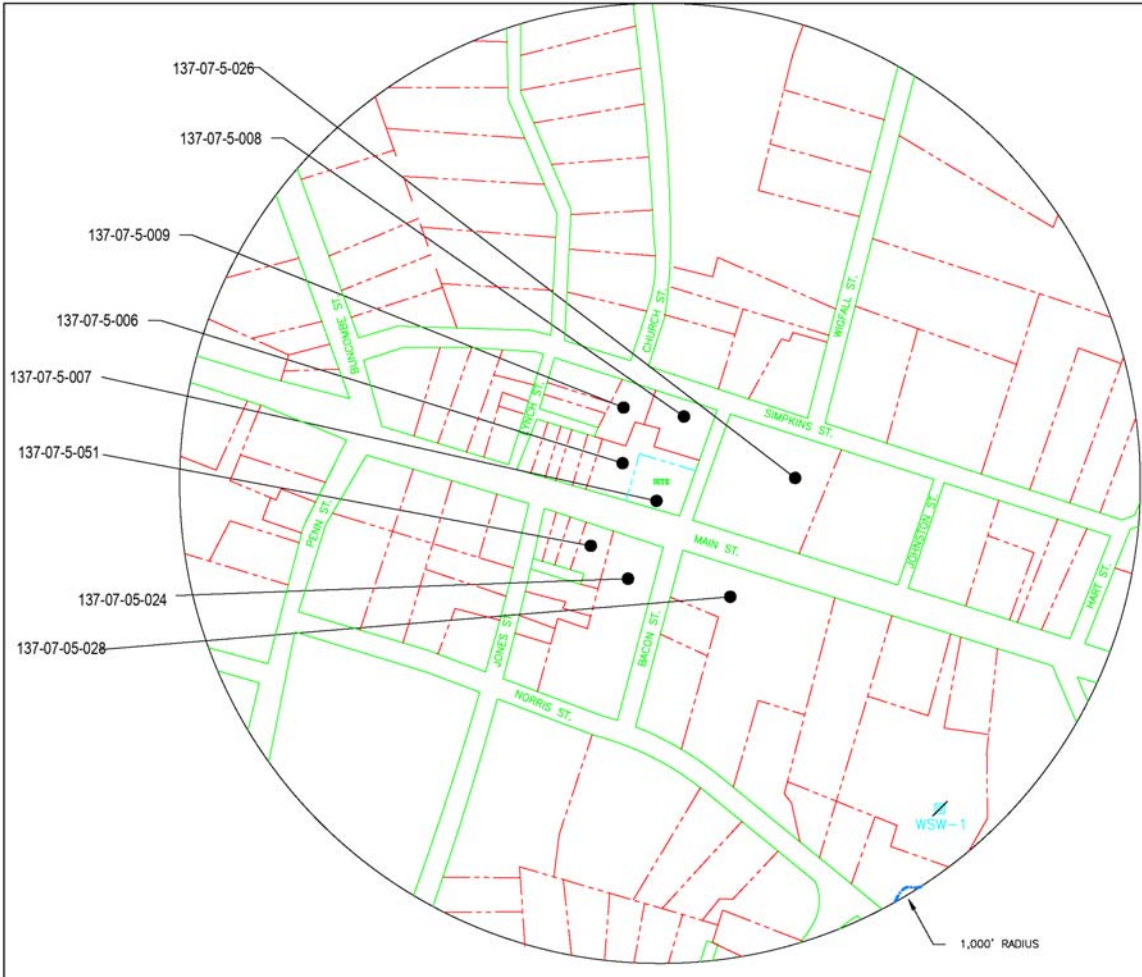 137-07-5-026
137-07-5-008
137-07-5-009
137-07-5-006
137-07-5-007
137-07-5-051
137-07-05-024
137-07-05-028
BUNCOMBE ST.
CHURCH ST.
WIGFALL ST.
LYNCH ST.
SIMPKINS ST.
SITE
PENN ST.
MAIN ST.
JOHNSTON ST.
HART ST.
JONES ST.
BACON ST.
NORRIS ST.
WSW-1
1,000' RADIUS